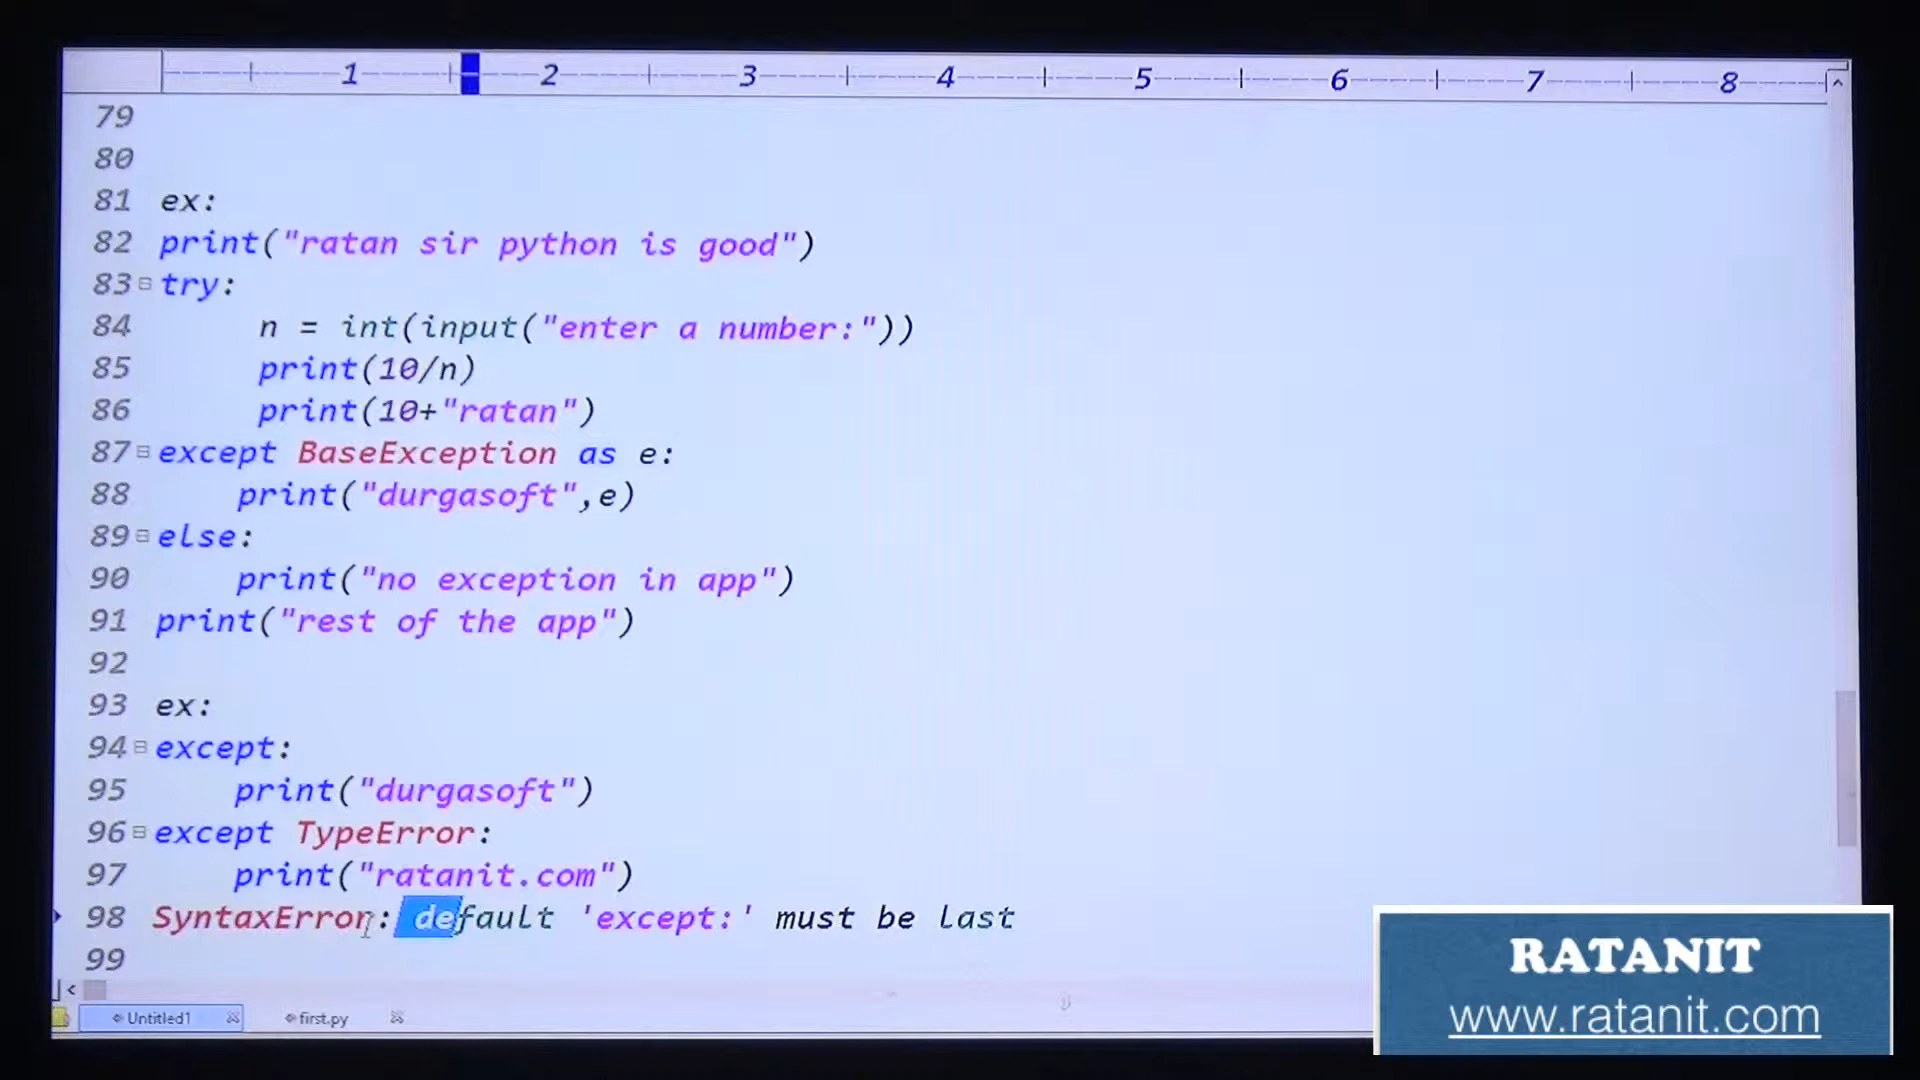 1 2 3 4 5 6 7 8
79
80
81 ex:
82 print("ratan sir python is good")
83 try:
84 n = int(input("enter a number:"))
85 print(10/n)
86 print(10+"ratan")
87 except BaseException as e:
88 print("durgasoft",e)
89 else:
90 print("no exception in app")
91 print("rest of the app")
92
93 ex:
94 except:
95 print("durgasoft")
96 except TypeError:
97 print("ratanit.com")
98 SyntaxError: default 'except:' must be last
99
Untitled1 first.py
RATANIT
www.ratanit.com